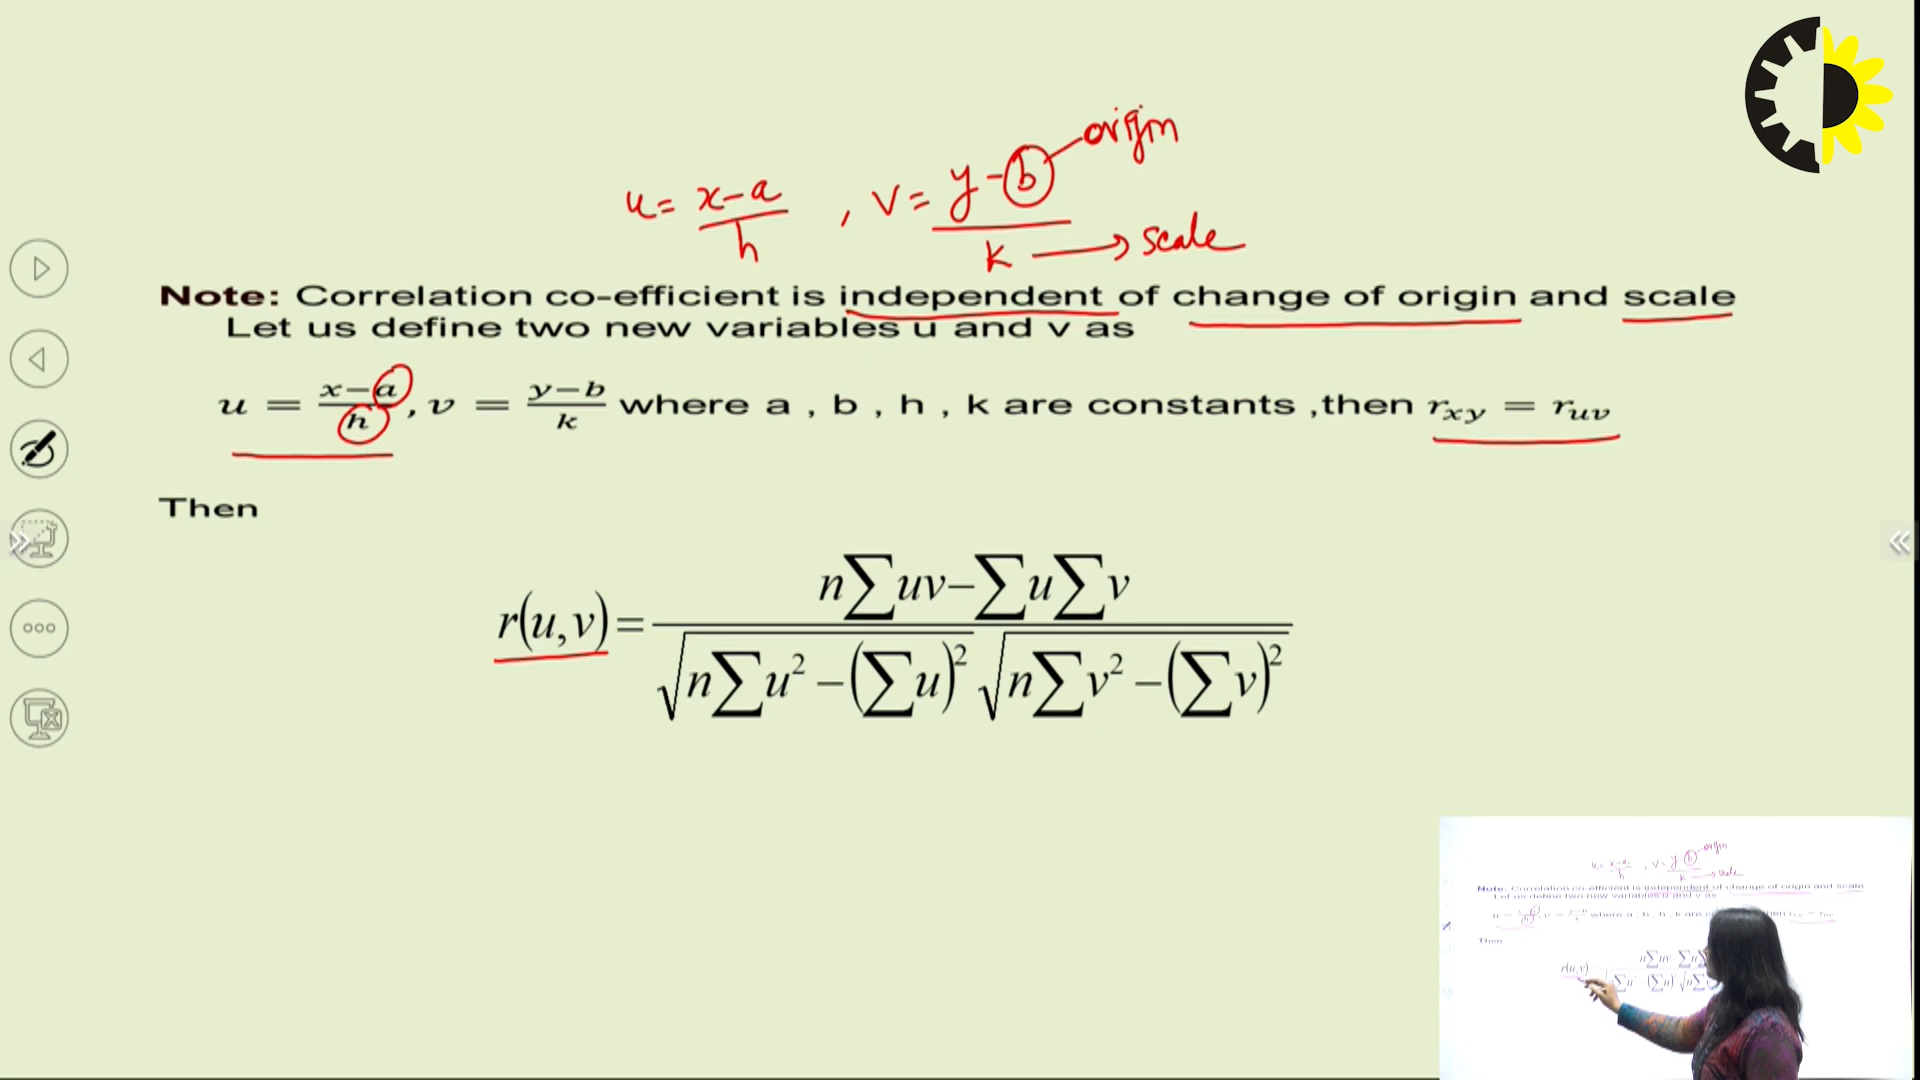 origin
u = x-a / h , v = y-b / k → scale
Note: Correlation co-efficient is independent of change of origin and scale
Let us define two new variables u and v as
u = x-a / h , v = y-b / k where a , b , h , k are constants ,then r_xy = r_uv
Then
r(u,v) = n∑uv-∑u∑v / √n∑u²-(∑u)² √n∑v²-(∑v)²